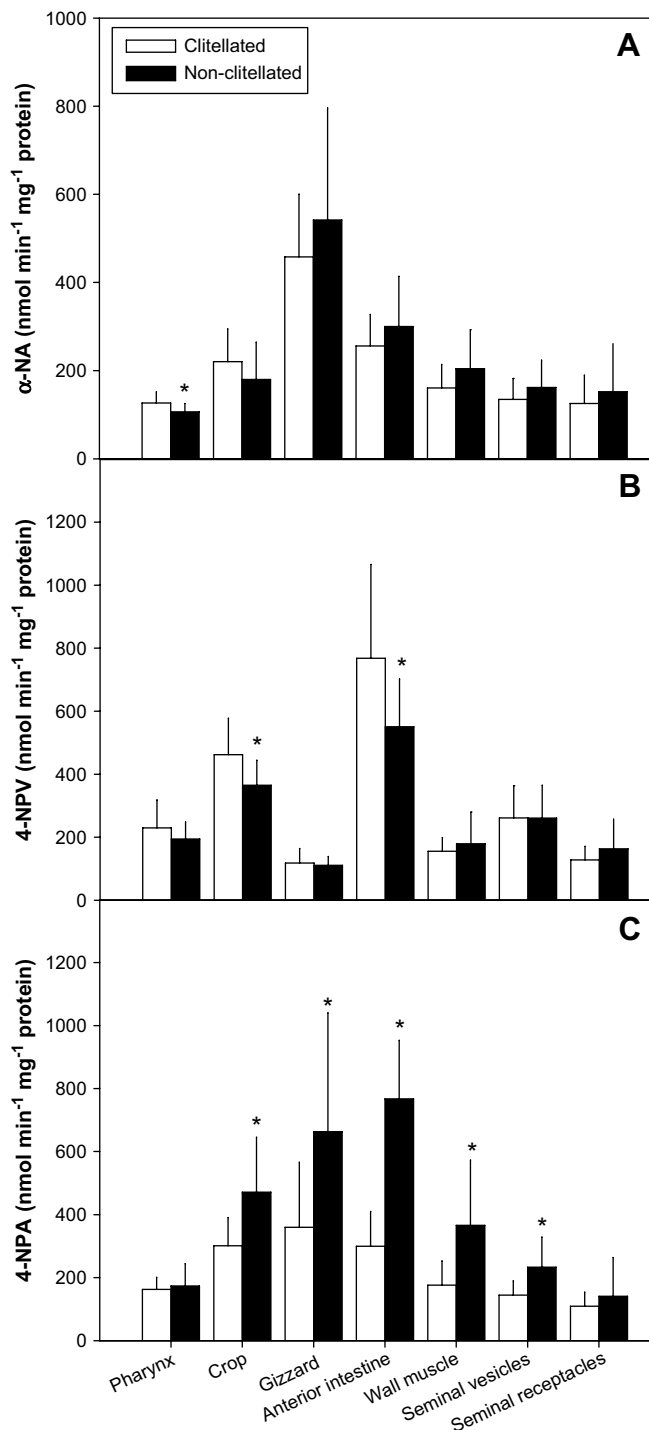 Clitellated
Non-clitellated
A
α-NA (nmol min⁻¹ mg⁻¹ protein)
1000
800
600
400
200
0
*
B
4-NPV (nmol min⁻¹ mg⁻¹ protein)
1200
1000
800
600
400
200
0
*
*
C
4-NPA (nmol min⁻¹ mg⁻¹ protein)
1200
1000
800
600
400
200
0
*
*
*
*
*
Pharynx
Crop
Gizzard
Anterior intestine
Wall muscle
Seminal vesicles
Seminal receptacles